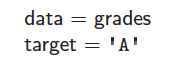 data = grades
target = 'A'